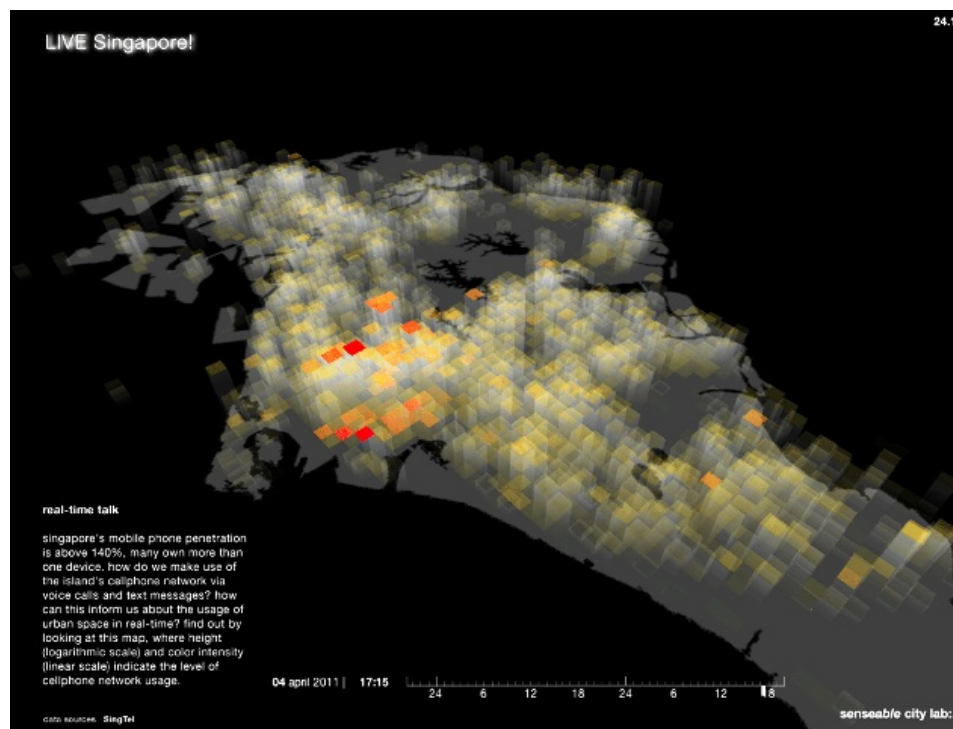 24.
LIVE Singapore!
real-time talk
singapore's mobile phone penetration
is above 140%, many own more than
one device. how do we make use of
the island's cellphone network via
voice calls and text messages? how
can this inform us about the usage of
urban space in real-time? find out by
looking at this map, where height
(logarithmic scale) and color intensity
(linear scale) indicate the level of
cellphone network usage.
04 april 2011 | 17:15
24 6 12 18 24 6 12 18
data sources SingTel
senseable city lab: